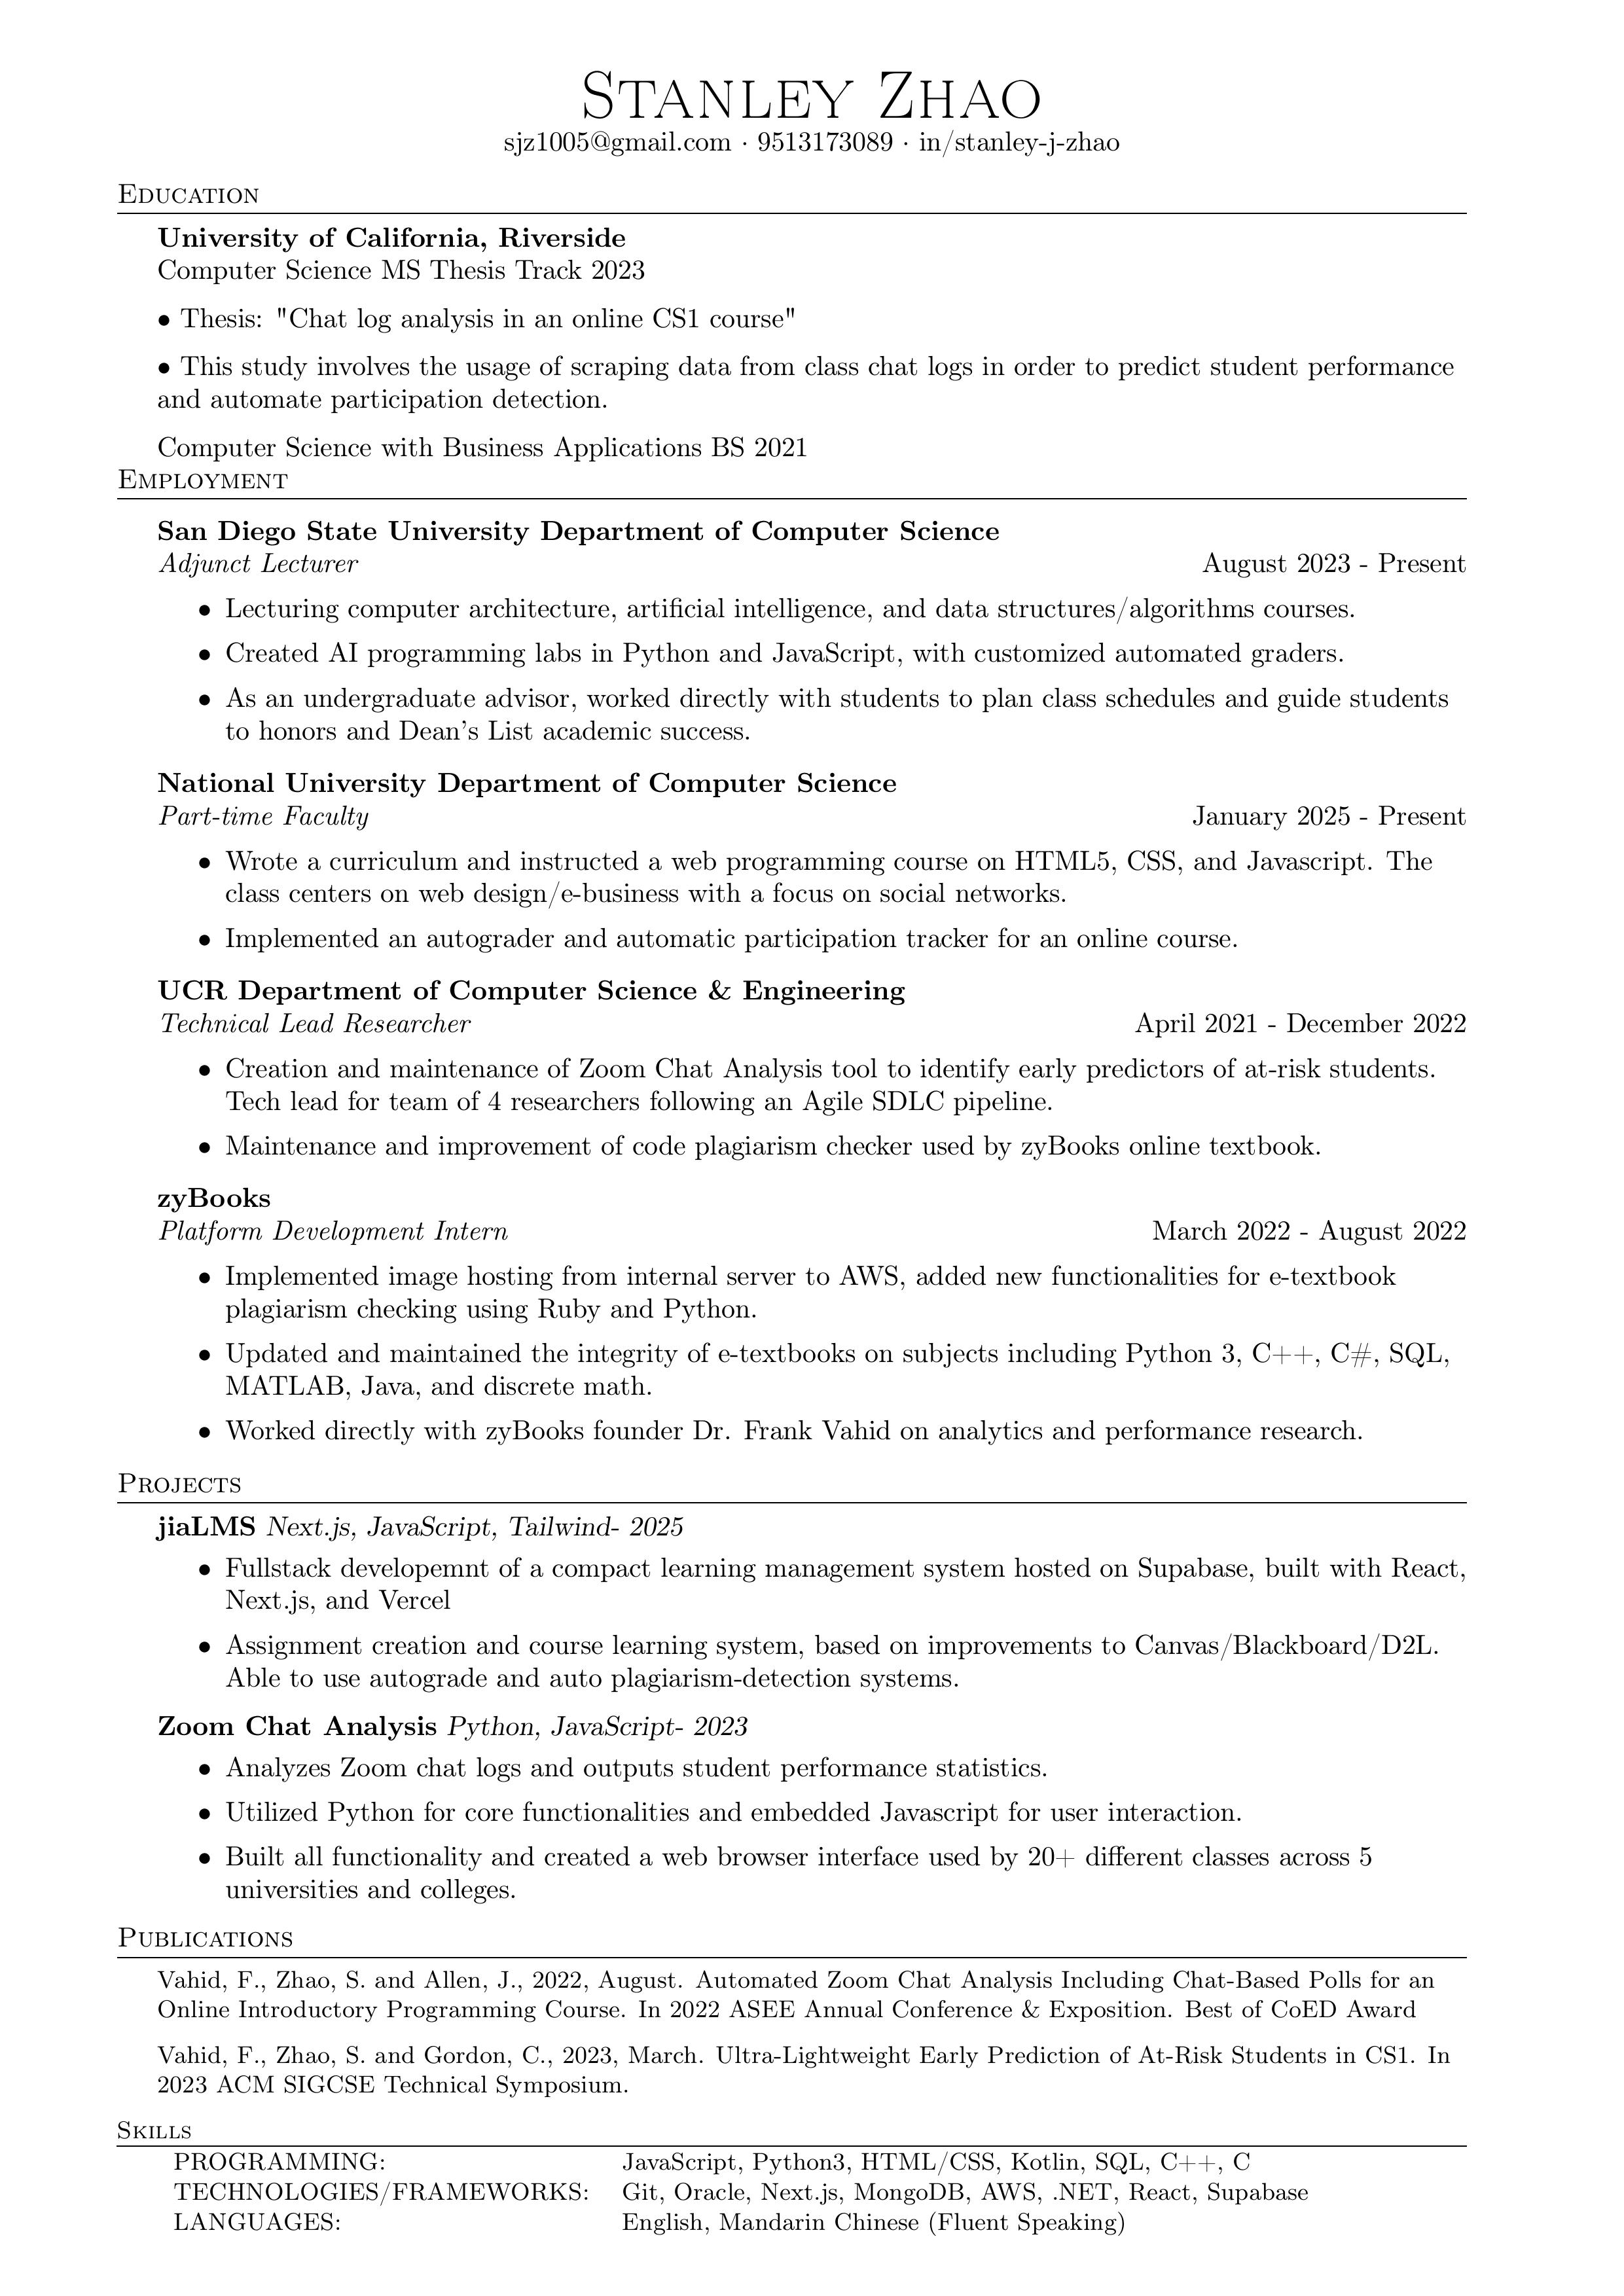 Stanley Zhao
sjz1005@gmail.com · 9513173089 · in/stanley-j-zhao
Education
University of California, Riverside
Computer Science MS Thesis Track 2023
• Thesis: "Chat log analysis in an online CS1 course"
• This study involves the usage of scraping data from class chat logs in order to predict student performance
and automate participation detection.
Computer Science with Business Applications BS 2021
Employment
San Diego State University Department of Computer Science
Adjunct Lecturer August 2023 - Present
• Lecturing computer architecture, artificial intelligence, and data structures/algorithms courses.
• Created AI programming labs in Python and JavaScript, with customized automated graders.
• As an undergraduate advisor, worked directly with students to plan class schedules and guide students
to honors and Dean's List academic success.
National University Department of Computer Science
Part-time Faculty January 2025 - Present
• Wrote a curriculum and instructed a web programming course on HTML5, CSS, and Javascript. The
class centers on web design/e-business with a focus on social networks.
• Implemented an autograder and automatic participation tracker for an online course.
UCR Department of Computer Science & Engineering
Technical Lead Researcher April 2021 - December 2022
• Creation and maintenance of Zoom Chat Analysis tool to identify early predictors of at-risk students.
Tech lead for team of 4 researchers following an Agile SDLC pipeline.
• Maintenance and improvement of code plagiarism checker used by zyBooks online textbook.
zyBooks
Platform Development Intern March 2022 - August 2022
• Implemented image hosting from internal server to AWS, added new functionalities for e-textbook
plagiarism checking using Ruby and Python.
• Updated and maintained the integrity of e-textbooks on subjects including Python 3, C++, C#, SQL,
MATLAB, Java, and discrete math.
• Worked directly with zyBooks founder Dr. Frank Vahid on analytics and performance research.
Projects
jiaLMS Next.js, JavaScript, Tailwind- 2025
• Fullstack developemnt of a compact learning management system hosted on Supabase, built with React,
Next.js, and Vercel
• Assignment creation and course learning system, based on improvements to Canvas/Blackboard/D2L.
Able to use autograde and auto plagiarism-detection systems.
Zoom Chat Analysis Python, JavaScript- 2023
• Analyzes Zoom chat logs and outputs student performance statistics.
• Utilized Python for core functionalities and embedded Javascript for user interaction.
• Built all functionality and created a web browser interface used by 20+ different classes across 5
universities and colleges.
Publications
Vahid, F., Zhao, S. and Allen, J., 2022, August. Automated Zoom Chat Analysis Including Chat-Based Polls for an
Online Introductory Programming Course. In 2022 ASEE Annual Conference & Exposition. Best of CoED Award
Vahid, F., Zhao, S. and Gordon, C., 2023, March. Ultra-Lightweight Early Prediction of At-Risk Students in CS1. In
2023 ACM SIGCSE Technical Symposium.
Skills
PROGRAMMING: JavaScript, Python3, HTML/CSS, Kotlin, SQL, C++, C
TECHNOLOGIES/FRAMEWORKS: Git, Oracle, Next.js, MongoDB, AWS, .NET, React, Supabase
LANGUAGES: English, Mandarin Chinese (Fluent Speaking)